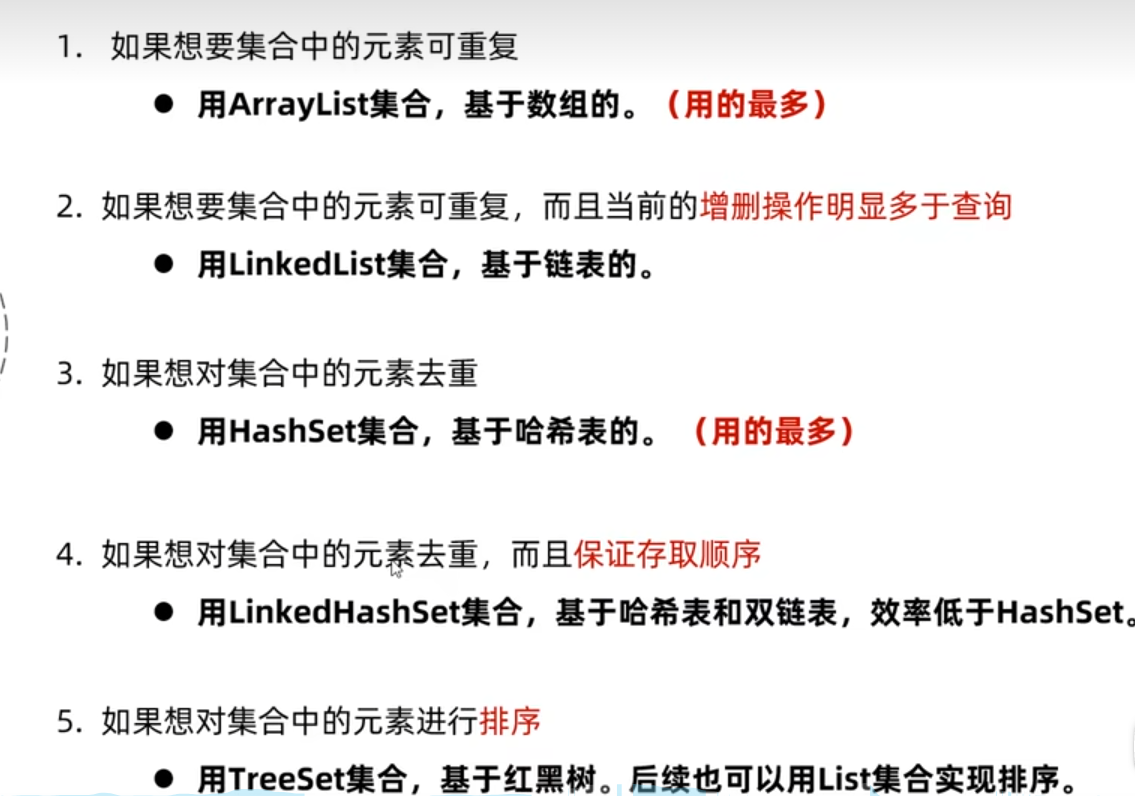 1. 如果想要集合中的元素可重复
● 用ArrayList集合，基于数组的。（用的最多）
2. 如果想要集合中的元素可重复，而且当前的增删操作明显多于查询
● 用LinkedList集合，基于链表的。
3. 如果想对集合中的元素去重
● 用HashSet集合，基于哈希表的。（用的最多）
4. 如果想对集合中的元素去重，而且保证存取顺序
● 用LinkedHashSet集合，基于哈希表和双链表，效率低于HashSet。
5. 如果想对集合中的元素进行排序
● 用TreeSet集合，基于红黑树。后续也可以用List集合实现排序。